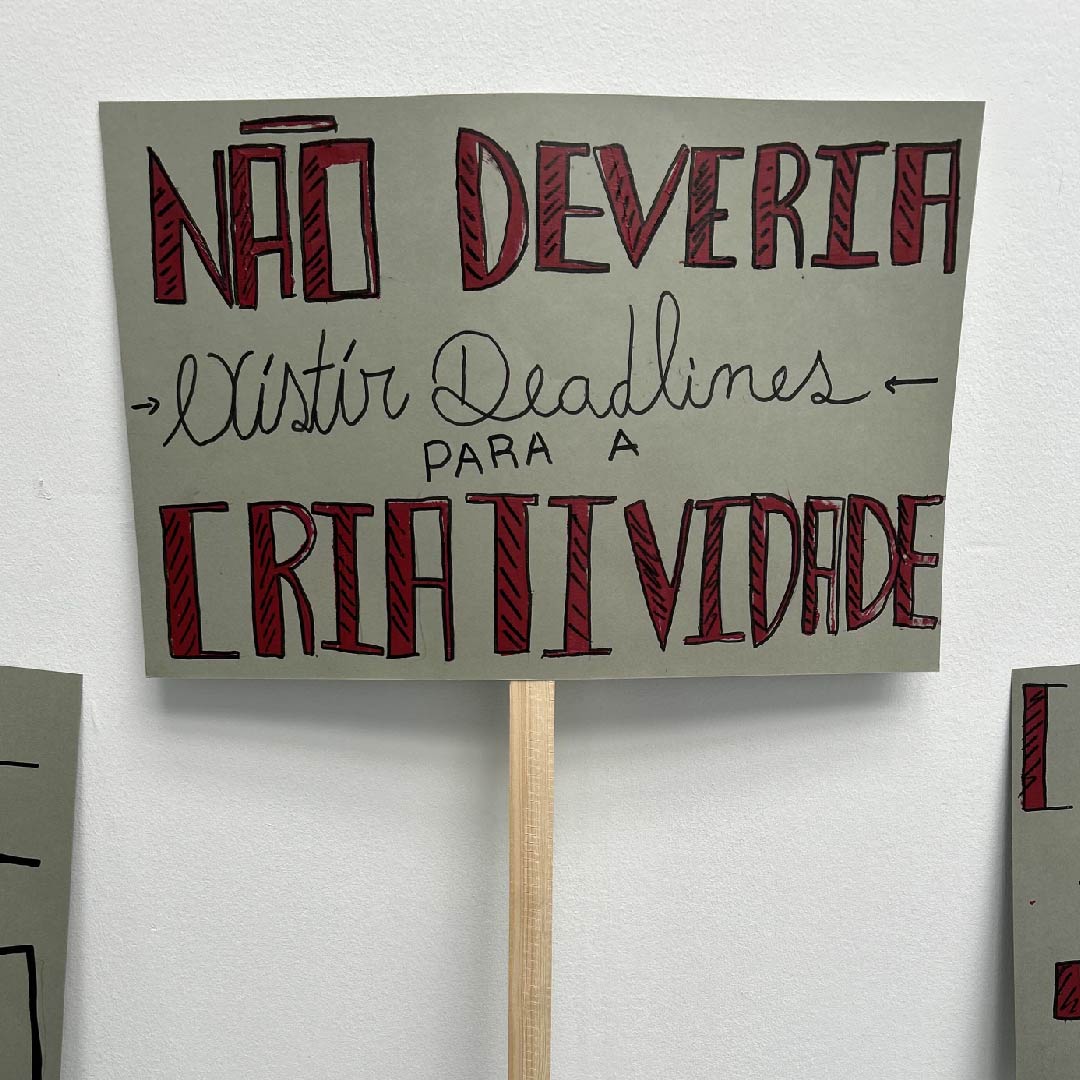 NÃO DEVERIA
→ existir Deadlines ←
PARA A
CRIATIVIDADE